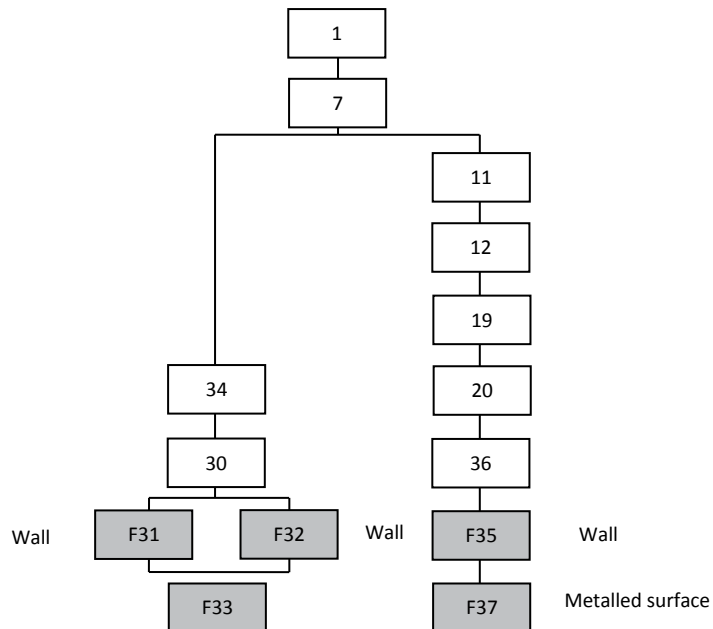 1
7
11
12
19
34
20
30
36
Wall
F31
F32
Wall
F35
Wall
F33
F37
Metalled surface